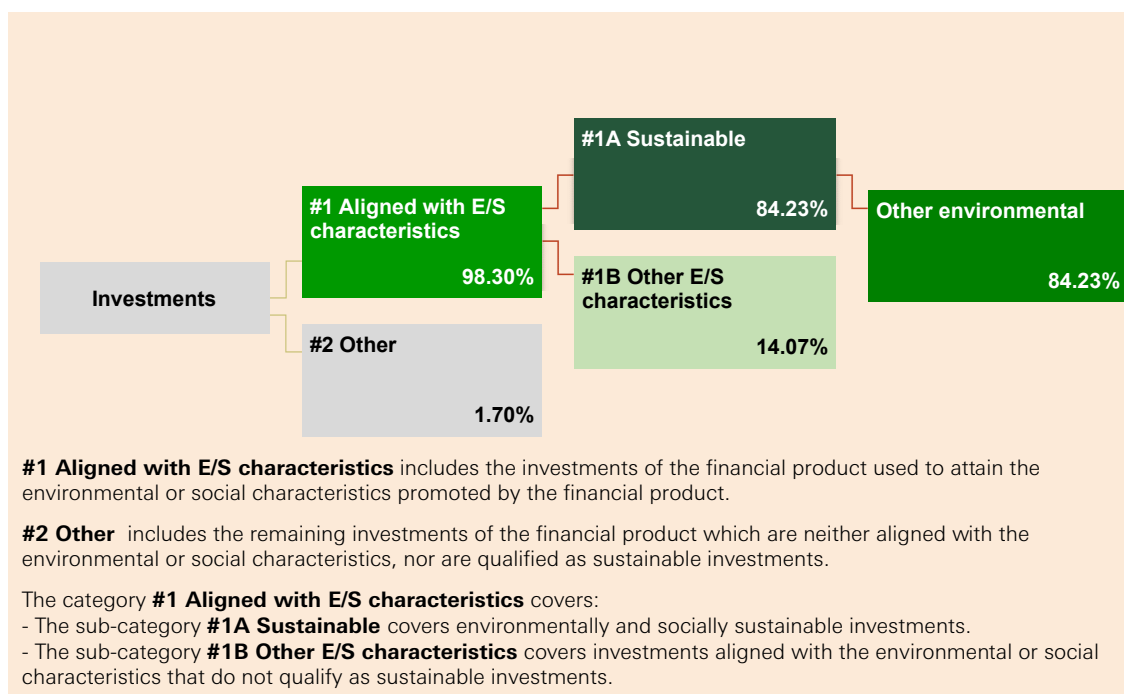 #1A Sustainable
84.23%
#1 Aligned with E/S
characteristics
98.30%
Other environmental
84.23%
Investments
#1B Other E/S
characteristics
14.07%
#2 Other
1.70%
#1 Aligned with E/S characteristics includes the investments of the financial product used to attain the
environmental or social characteristics promoted by the financial product.
#2 Other includes the remaining investments of the financial product which are neither aligned with the
environmental or social characteristics, nor are qualified as sustainable investments.
The category #1 Aligned with E/S characteristics covers:
- The sub-category #1A Sustainable covers environmentally and socially sustainable investments.
- The sub-category #1B Other E/S characteristics covers investments aligned with the environmental or social
characteristics that do not qualify as sustainable investments.